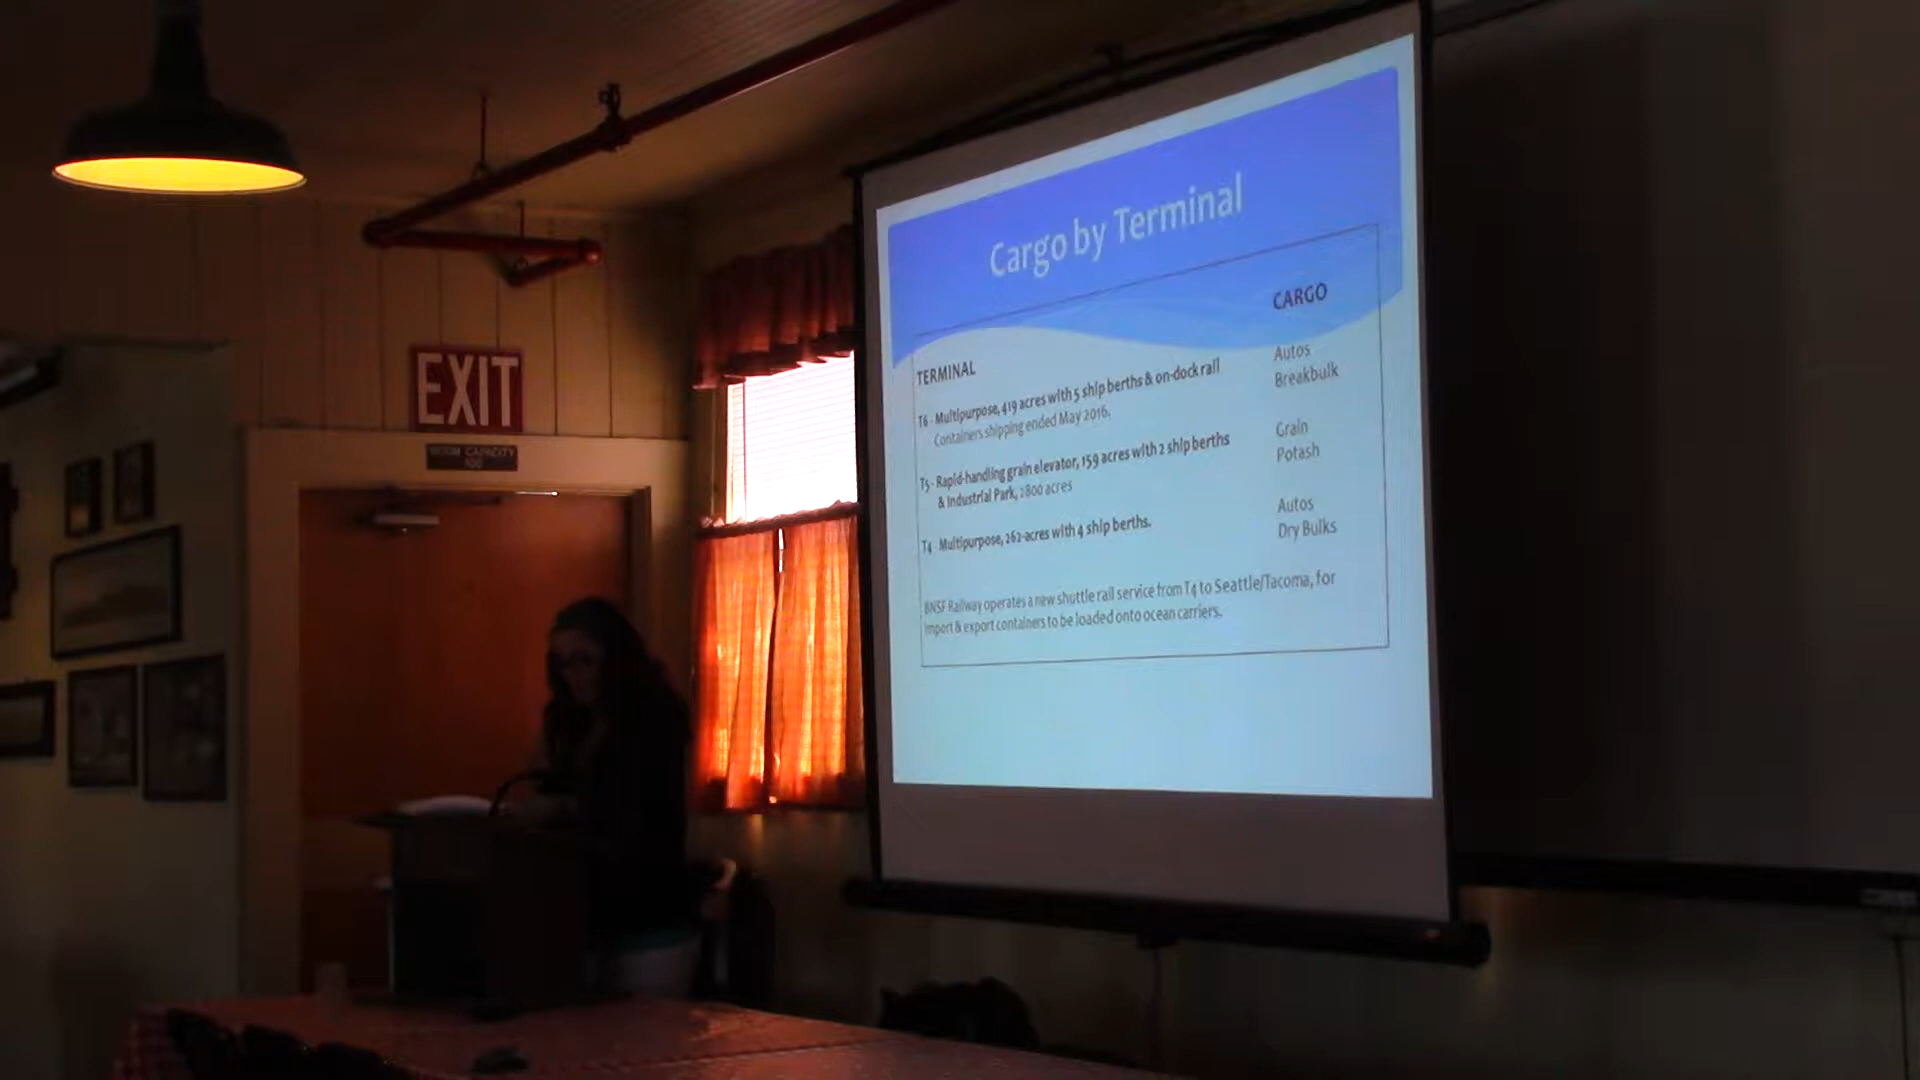 EXIT
ROOM CAPACITY
100
Cargo by Terminal
CARGO
TERMINAL
T6 - Multipurpose, 419 acres with 5 ship berths & on-dock rail
Containers shipping ended May 2016.
Autos
Breakbulk
T5 - Rapid-handling grain elevator, 159 acres with 2 ship berths
& Industrial Park, 2800 acres
Grain
Potash
T4 - Multipurpose, 262-acres with 4 ship berths.
Autos
Dry Bulks
BNSF Railway operates a new shuttle rail service from T4 to Seattle/Tacoma, for
import & export containers to be loaded onto ocean carriers.